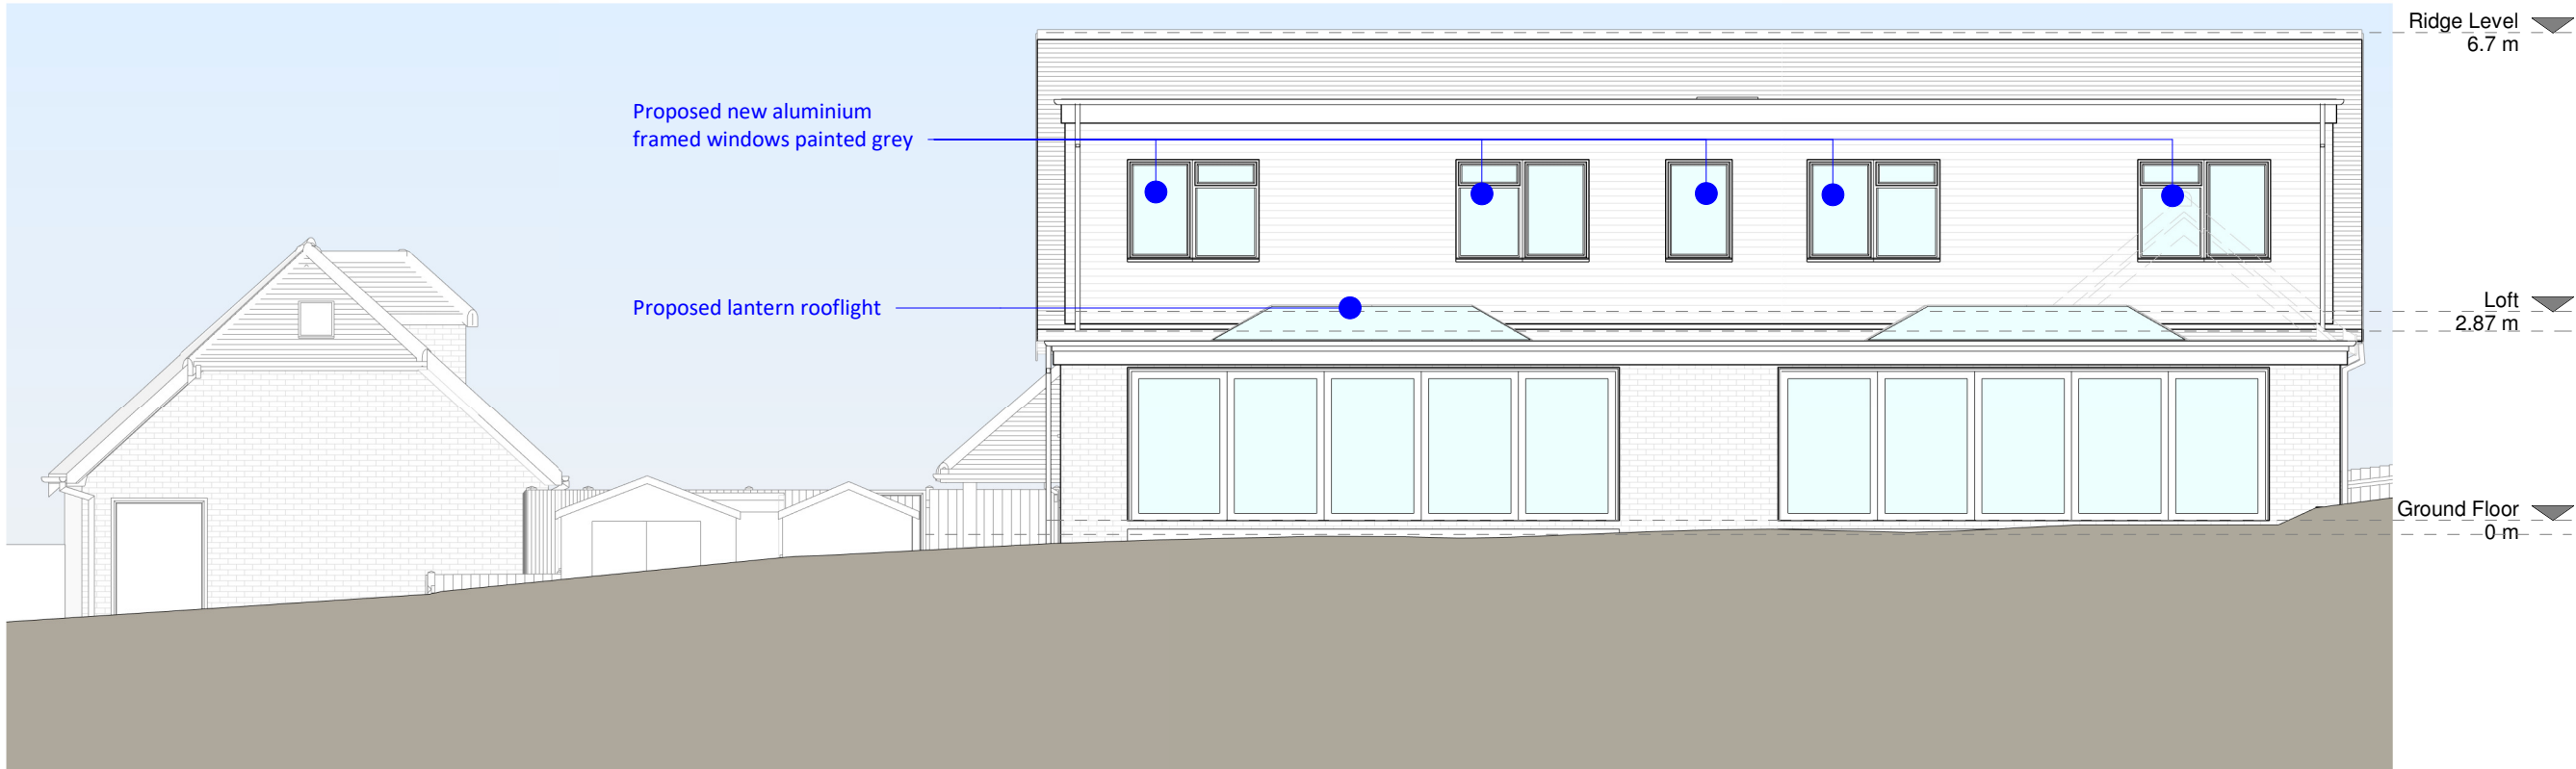 Ridge Level
6.7 m
Proposed new aluminium
framed windows painted grey
Proposed lantern rooflight
Loft
2.87 m
Ground Floor
0 m